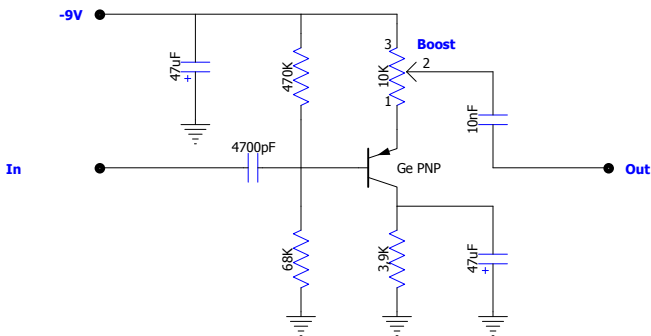 -9V
3
Boost
2
47uF
+
470K
10K
1
10nF
4700pF
In
Ge PNP
Out
68K
3.9K
47uF
+